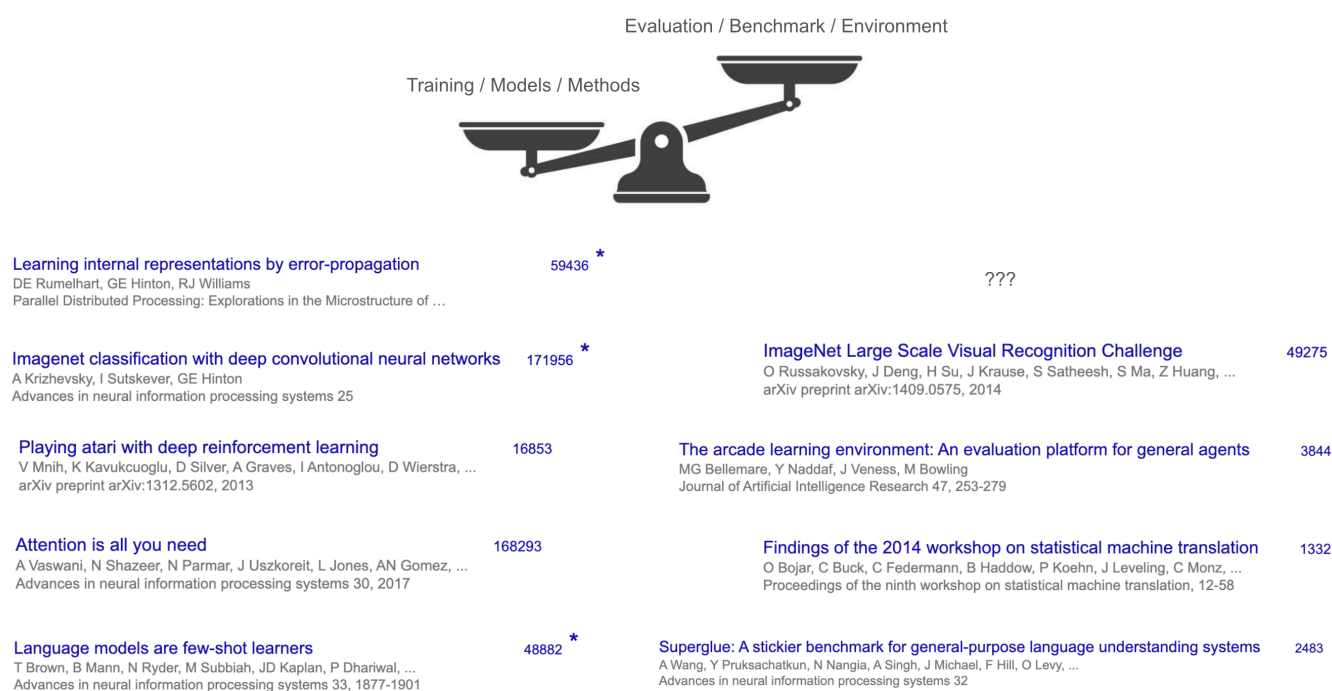 Evaluation / Benchmark / Environment
Training / Models / Methods
Learning internal representations by error-propagation 59436 *
DE Rumelhart, GE Hinton, RJ Williams
Parallel Distributed Processing: Explorations in the Microstructure of …
???
Imagenet classification with deep convolutional neural networks 171956 *
A Krizhevsky, I Sutskever, GE Hinton
Advances in neural information processing systems 25
ImageNet Large Scale Visual Recognition Challenge 49275
O Russakovsky, J Deng, H Su, J Krause, S Satheesh, S Ma, Z Huang, ...
arXiv preprint arXiv:1409.0575, 2014
Playing atari with deep reinforcement learning 16853
V Mnih, K Kavukcuoglu, D Silver, A Graves, I Antonoglou, D Wierstra, ...
arXiv preprint arXiv:1312.5602, 2013
The arcade learning environment: An evaluation platform for general agents 3844
MG Bellemare, Y Naddaf, J Veness, M Bowling
Journal of Artificial Intelligence Research 47, 253-279
Attention is all you need 168293
A Vaswani, N Shazeer, N Parmar, J Uszkoreit, L Jones, AN Gomez, ...
Advances in neural information processing systems 30, 2017
Findings of the 2014 workshop on statistical machine translation 1332
O Bojar, C Buck, C Federmann, B Haddow, P Koehn, J Leveling, C Monz, ...
Proceedings of the ninth workshop on statistical machine translation, 12-58
Language models are few-shot learners 48882 *
T Brown, B Mann, N Ryder, M Subbiah, JD Kaplan, P Dhariwal, ...
Advances in neural information processing systems 33, 1877-1901
Superglue: A stickier benchmark for general-purpose language understanding systems 2483
A Wang, Y Pruksachatkun, N Nangia, A Singh, J Michael, F Hill, O Levy, ...
Advances in neural information processing systems 32